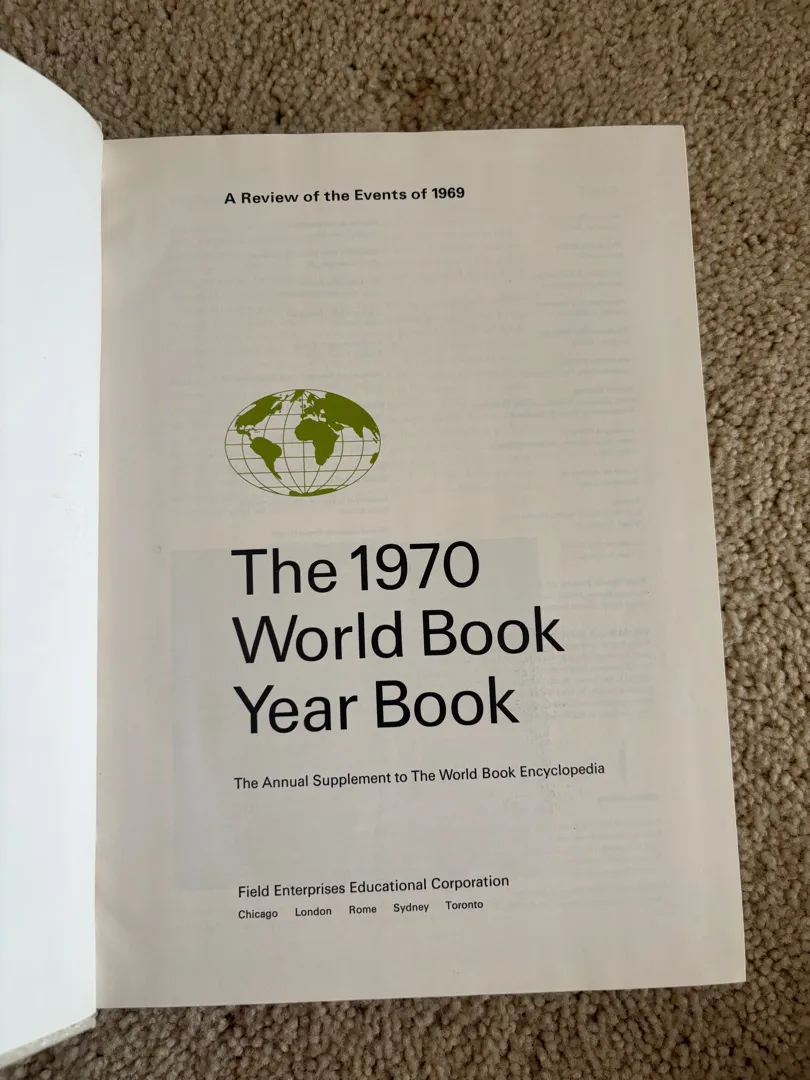 A Review of the Events of 1969
The 1970
World Book
Year Book
The Annual Supplement to The World Book Encyclopedia
Field Enterprises Educational Corporation
Chicago London Rome Sydney Toronto